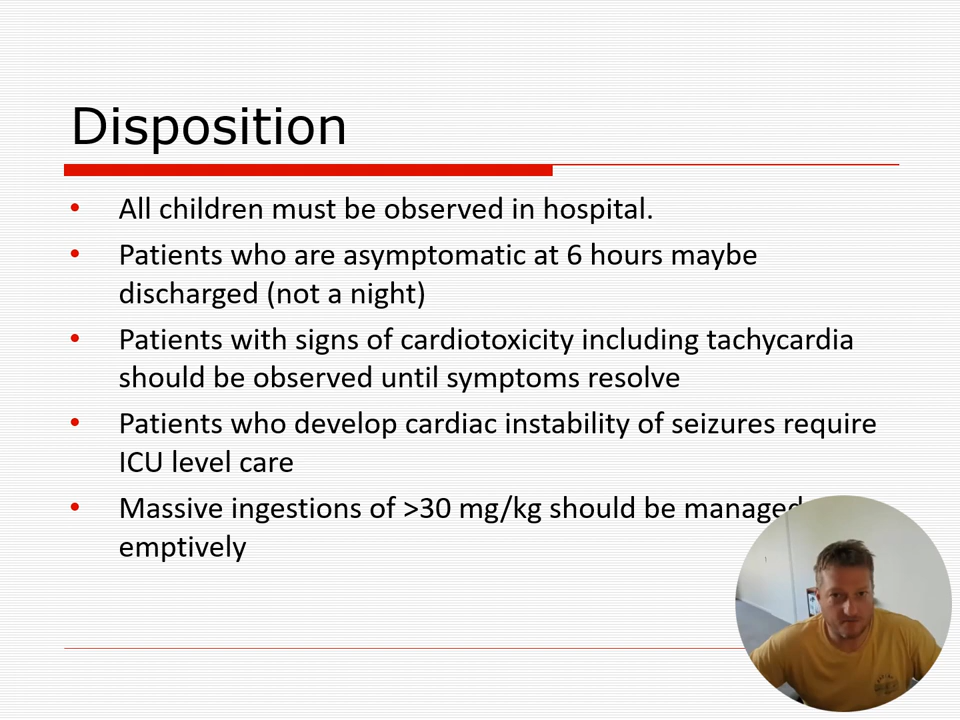 Disposition
• All children must be observed in hospital.
• Patients who are asymptomatic at 6 hours maybe
discharged (not a night)
• Patients with signs of cardiotoxicity including tachycardia
should be observed until symptoms resolve
• Patients who develop cardiac instability of seizures require
ICU level care
• Massive ingestions of >30 mg/kg should be managed
emptively